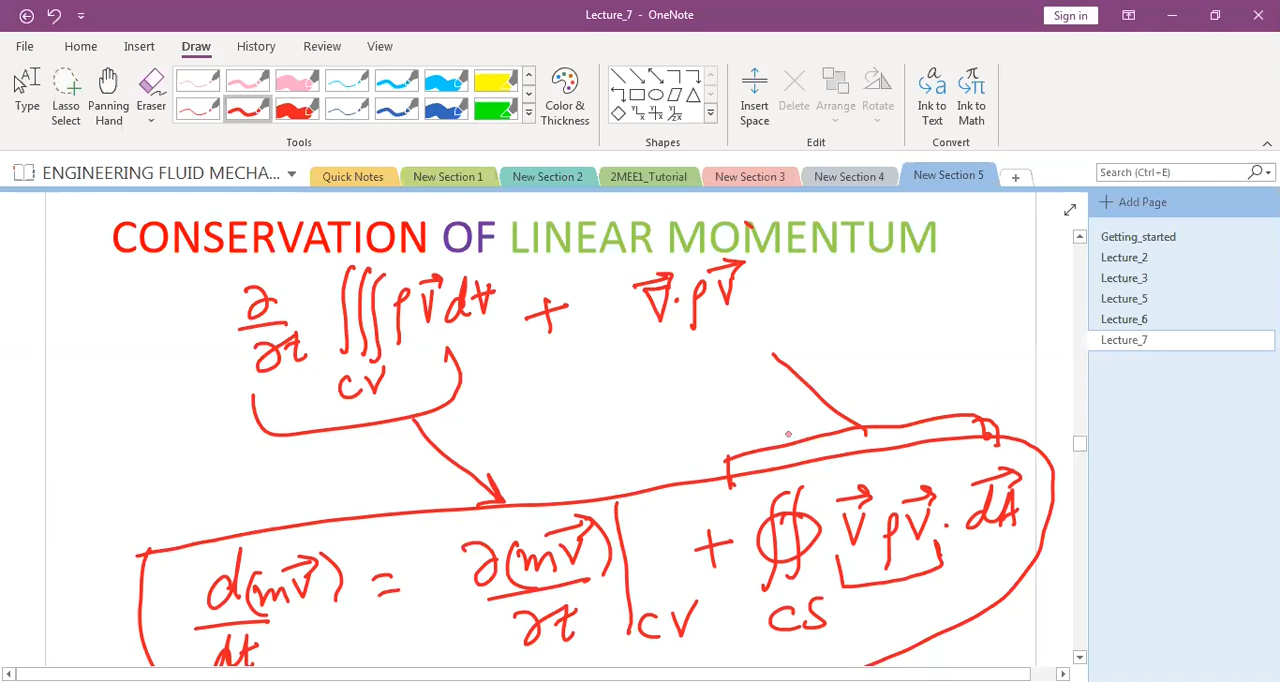 Lecture_7 - OneNote
Sign in
File Home Insert Draw History Review View
Type
Lasso Select
Panning Hand
Eraser
Color & Thickness
Insert Space
Delete
Arrange
Rotate
Ink to Text
Ink to Math
Tools
Shapes
Edit
Convert
ENGINEERING FLUID MECHA...
Quick Notes
New Section 1
New Section 2
2MEE1_Tutorial
New Section 3
New Section 4
New Section 5
Search (Ctrl+E)
Add Page
Getting_started
Lecture_2
Lecture_3
Lecture_5
Lecture_6
Lecture_7
CONSERVATION OF LINEAR MOMENTUM
∂/∂t ∭ ρV⃗ dV + ∇⃗·ρV⃗
CV
d(mV⃗)/dt = ∂(mV⃗)/∂t | CV + ∯ V⃗ ρV⃗ · dA⃗
CS